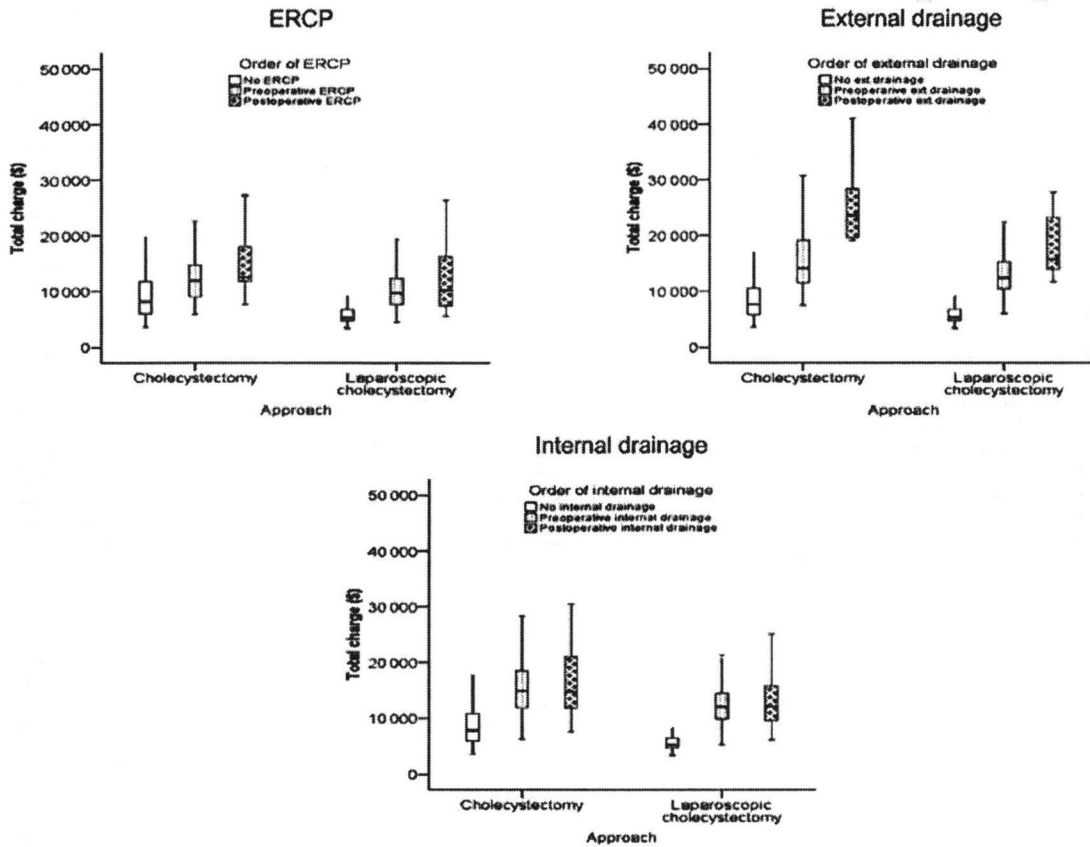 ERCP
Order of ERCP
No ERCP
Preoperative ERCP
Postoperative ERCP
50 000
40 000
30 000
20 000
10 000
0
Total charge ($)
Cholecystectomy
Laparoscopic
cholecystectomy
Approach
External drainage
Order of external drainage
No ext drainage
Preoperative ext drainage
Postoperative ext drainage
50 000
40 000
30 000
20 000
10 000
0
Total charge ($)
Cholecystectomy
Laparoscopic
cholecystectomy
Approach
Internal drainage
Order of internal drainage
No internal drainage
Preoperative internal drainage
Postoperative internal drainage
50 000
40 000
30 000
20 000
10 000
0
Total charge ($)
Cholecystectomy
Laparoscopic
cholecystectomy
Approach